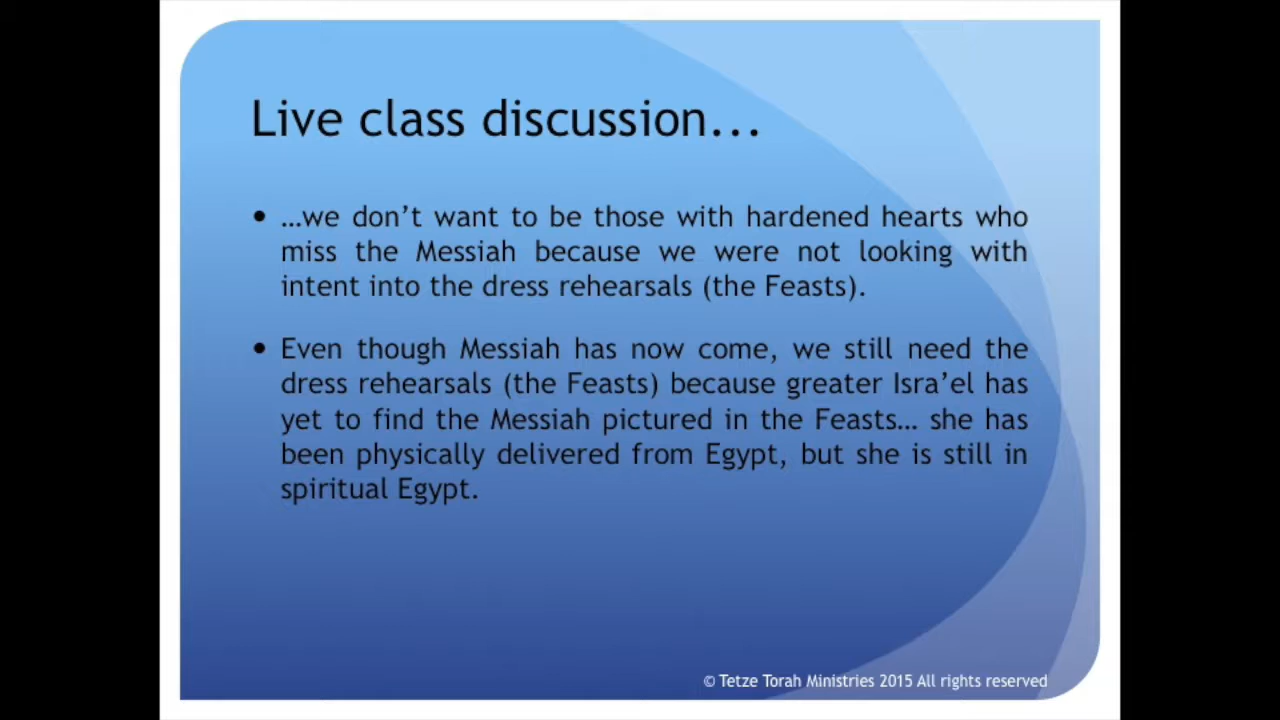 Live class discussion...
• …we don’t want to be those with hardened hearts who
miss the Messiah because we were not looking with
intent into the dress rehearsals (the Feasts).
• Even though Messiah has now come, we still need the
dress rehearsals (the Feasts) because greater Isra’el has
yet to find the Messiah pictured in the Feasts… she has
been physically delivered from Egypt, but she is still in
spiritual Egypt.
© Tetze Torah Ministries 2015 All rights reserved